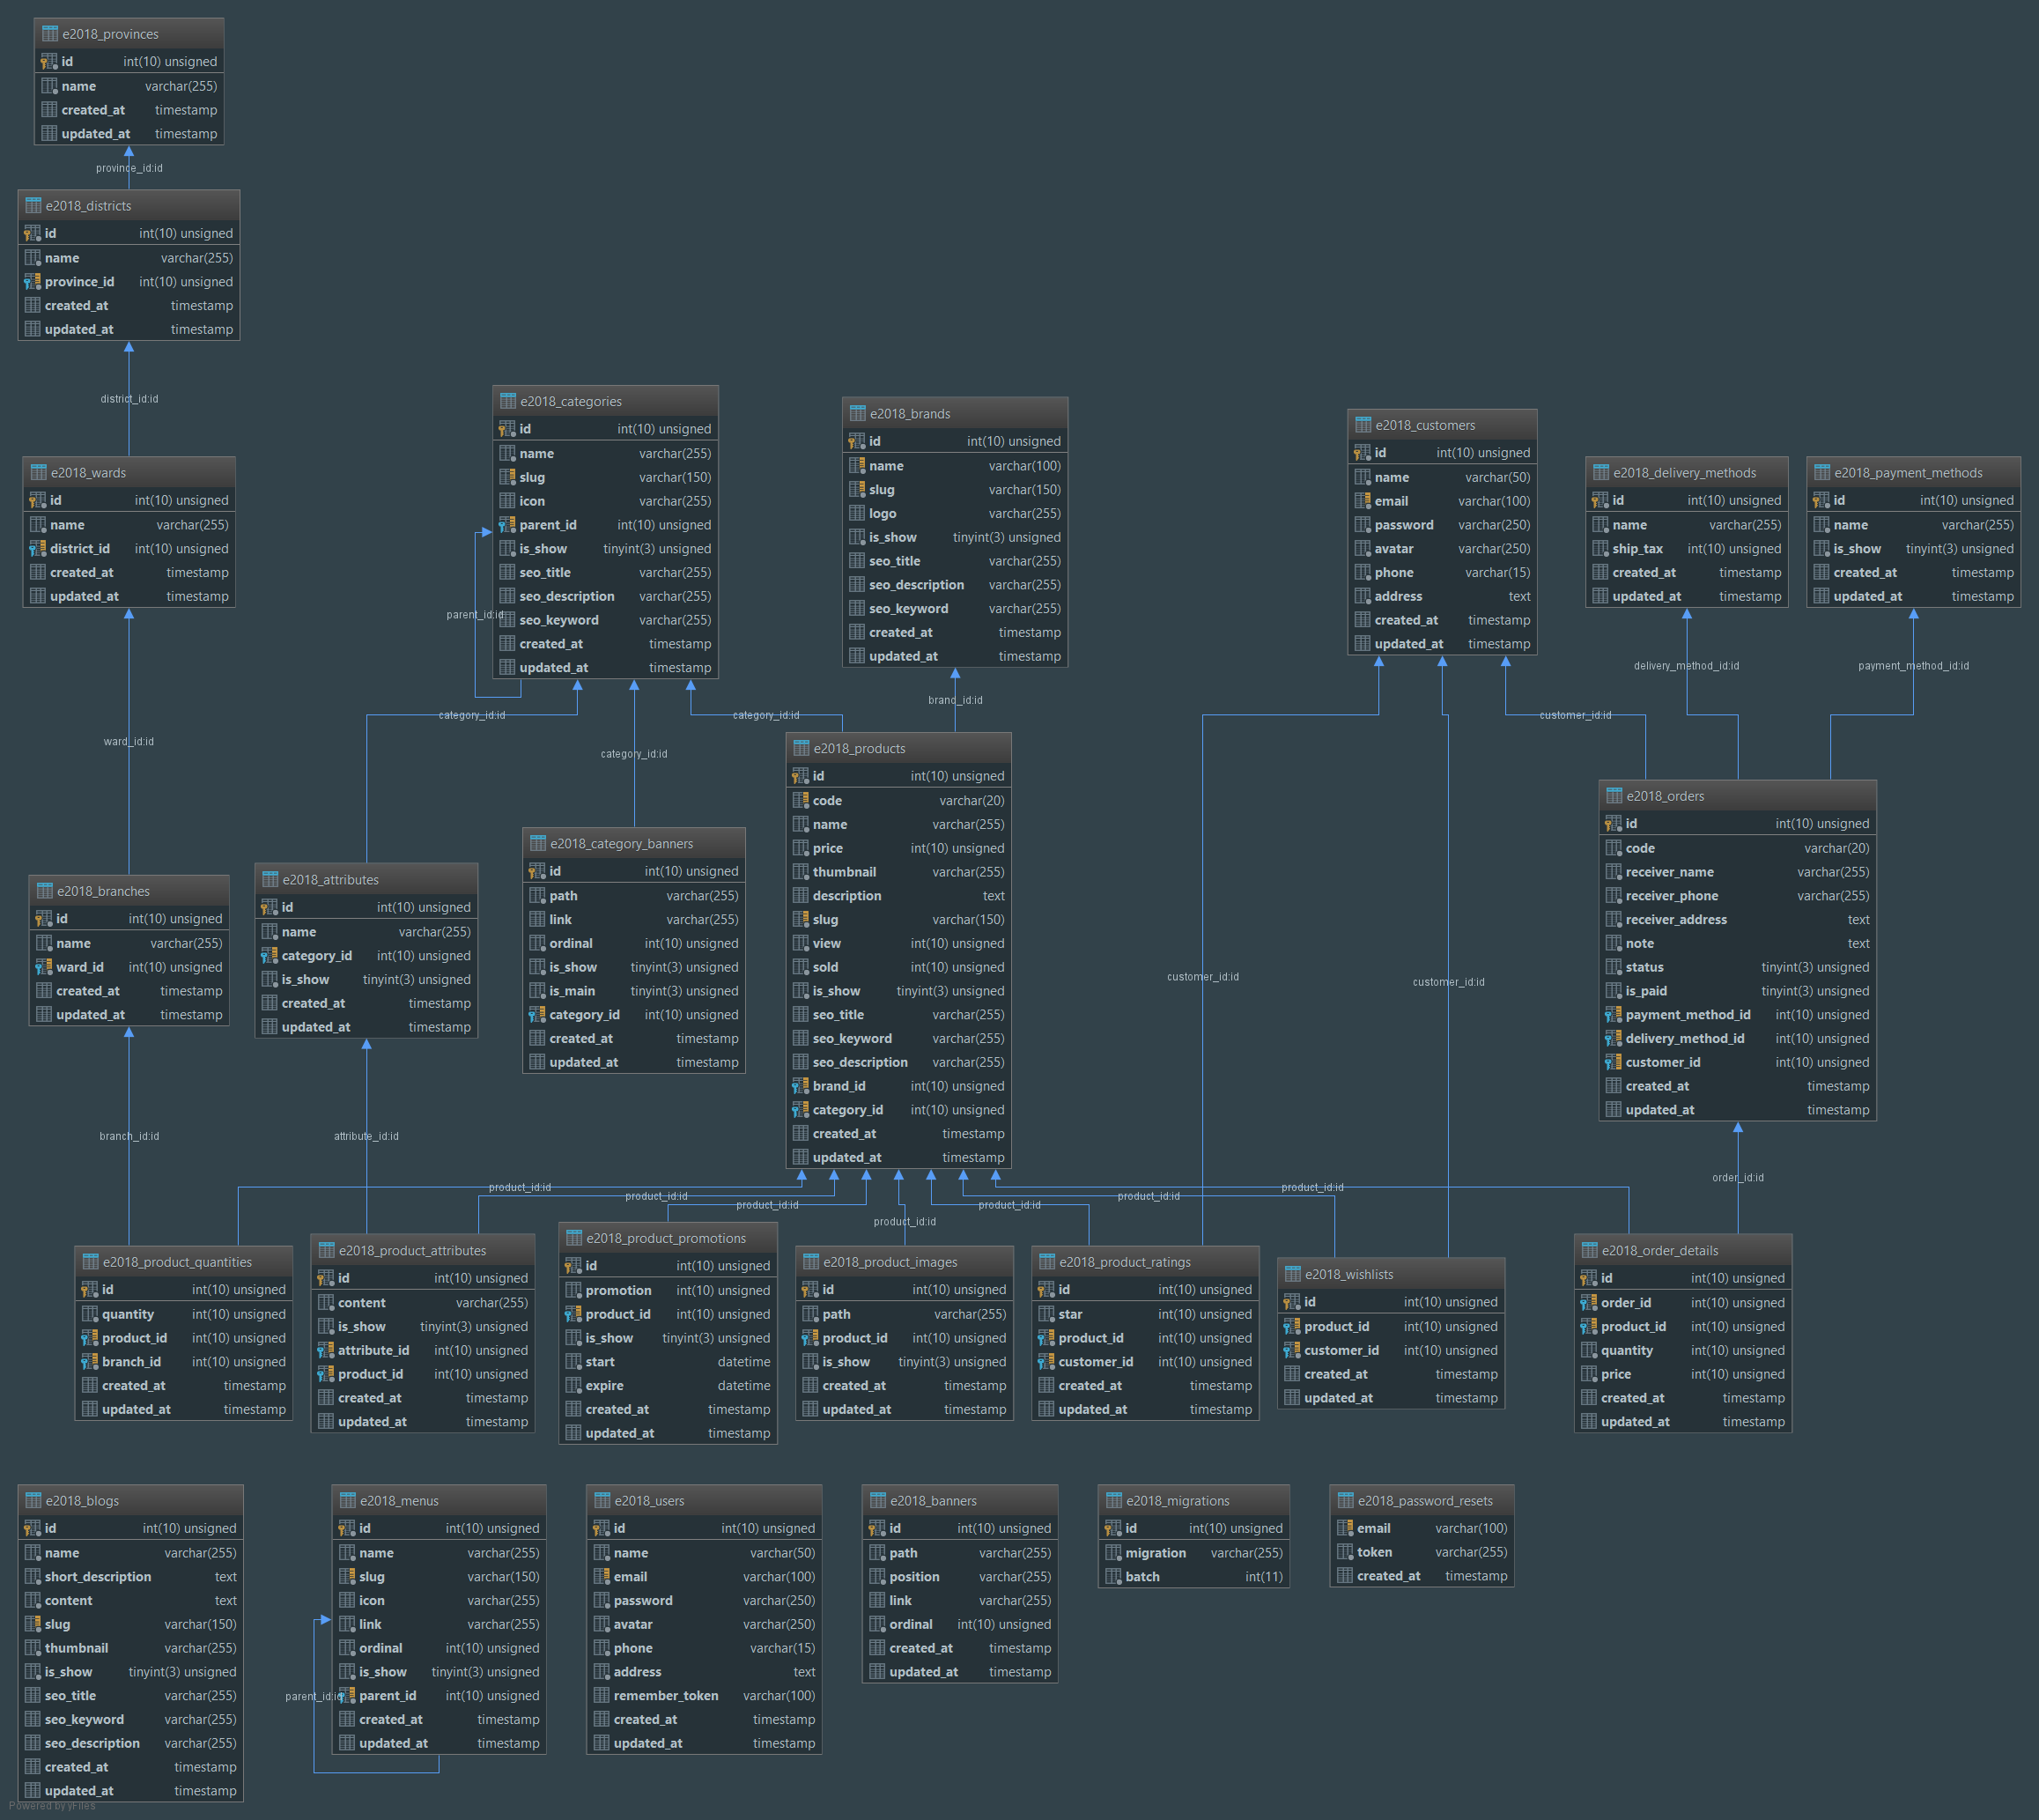 e2018_provinces
id int(10) unsigned
name varchar(255)
created_at timestamp
updated_at timestamp
province_id:id
e2018_districts
id int(10) unsigned
name varchar(255)
province_id int(10) unsigned
created_at timestamp
updated_at timestamp
district_id:id
e2018_wards
id int(10) unsigned
name varchar(255)
district_id int(10) unsigned
created_at timestamp
updated_at timestamp
ward_id:id
e2018_branches
id int(10) unsigned
name varchar(255)
ward_id int(10) unsigned
created_at timestamp
updated_at timestamp
branch_id:id
e2018_categories
id int(10) unsigned
name varchar(255)
slug varchar(150)
icon varchar(255)
parent_id int(10) unsigned
is_show tinyint(3) unsigned
seo_title varchar(255)
seo_description varchar(255)
seo_keyword varchar(255)
created_at timestamp
updated_at timestamp
parent_id:id
category_id:id
category_id:id
category_id:id
e2018_brands
id int(10) unsigned
name varchar(100)
slug varchar(150)
logo varchar(255)
is_show tinyint(3) unsigned
seo_title varchar(255)
seo_description varchar(255)
seo_keyword varchar(255)
created_at timestamp
updated_at timestamp
brand_id:id
e2018_customers
id int(10) unsigned
name varchar(50)
email varchar(100)
password varchar(250)
avatar varchar(250)
phone varchar(15)
address text
created_at timestamp
updated_at timestamp
customer_id:id
customer_id:id
customer_id:id
e2018_delivery_methods
id int(10) unsigned
name varchar(255)
ship_tax int(10) unsigned
created_at timestamp
updated_at timestamp
delivery_method_id:id
e2018_payment_methods
id int(10) unsigned
name varchar(255)
is_show tinyint(3) unsigned
created_at timestamp
updated_at timestamp
payment_method_id:id
e2018_attributes
id int(10) unsigned
name varchar(255)
category_id int(10) unsigned
is_show tinyint(3) unsigned
created_at timestamp
updated_at timestamp
attribute_id:id
e2018_category_banners
id int(10) unsigned
path varchar(255)
link varchar(255)
ordinal int(10) unsigned
is_show tinyint(3) unsigned
is_main tinyint(3) unsigned
category_id int(10) unsigned
created_at timestamp
updated_at timestamp
e2018_products
id int(10) unsigned
code varchar(20)
name varchar(255)
price int(10) unsigned
thumbnail varchar(255)
description text
slug varchar(150)
view int(10) unsigned
sold int(10) unsigned
is_show tinyint(3) unsigned
seo_title varchar(255)
seo_keyword varchar(255)
seo_description varchar(255)
brand_id int(10) unsigned
category_id int(10) unsigned
created_at timestamp
updated_at timestamp
e2018_orders
id int(10) unsigned
code varchar(20)
receiver_name varchar(255)
receiver_phone varchar(255)
receiver_address text
note text
status tinyint(3) unsigned
is_paid tinyint(3) unsigned
payment_method_id int(10) unsigned
delivery_method_id int(10) unsigned
customer_id int(10) unsigned
created_at timestamp
updated_at timestamp
order_id:id
product_id:id
product_id:id
product_id:id
product_id:id
product_id:id
product_id:id
product_id:id
e2018_product_quantities
id int(10) unsigned
quantity int(10) unsigned
product_id int(10) unsigned
branch_id int(10) unsigned
created_at timestamp
updated_at timestamp
e2018_product_attributes
id int(10) unsigned
content varchar(255)
is_show tinyint(3) unsigned
attribute_id int(10) unsigned
product_id int(10) unsigned
created_at timestamp
updated_at timestamp
e2018_product_promotions
id int(10) unsigned
promotion int(10) unsigned
product_id int(10) unsigned
is_show tinyint(3) unsigned
start datetime
expire datetime
created_at timestamp
updated_at timestamp
e2018_product_images
id int(10) unsigned
path varchar(255)
product_id int(10) unsigned
is_show tinyint(3) unsigned
created_at timestamp
updated_at timestamp
e2018_product_ratings
id int(10) unsigned
star int(10) unsigned
product_id int(10) unsigned
customer_id int(10) unsigned
created_at timestamp
updated_at timestamp
e2018_wishlists
id int(10) unsigned
product_id int(10) unsigned
customer_id int(10) unsigned
created_at timestamp
updated_at timestamp
e2018_order_details
id int(10) unsigned
order_id int(10) unsigned
product_id int(10) unsigned
quantity int(10) unsigned
price int(10) unsigned
created_at timestamp
updated_at timestamp
e2018_blogs
id int(10) unsigned
name varchar(255)
short_description text
content text
slug varchar(150)
thumbnail varchar(255)
is_show tinyint(3) unsigned
seo_title varchar(255)
seo_keyword varchar(255)
seo_description varchar(255)
created_at timestamp
updated_at timestamp
e2018_menus
id int(10) unsigned
name varchar(255)
slug varchar(150)
icon varchar(255)
link varchar(255)
ordinal int(10) unsigned
is_show tinyint(3) unsigned
parent_id int(10) unsigned
created_at timestamp
updated_at timestamp
parent_id:id
e2018_users
id int(10) unsigned
name varchar(50)
email varchar(100)
password varchar(250)
avatar varchar(250)
phone varchar(15)
address text
remember_token varchar(100)
created_at timestamp
updated_at timestamp
e2018_banners
id int(10) unsigned
path varchar(255)
position varchar(255)
link varchar(255)
ordinal int(10) unsigned
created_at timestamp
updated_at timestamp
e2018_migrations
id int(10) unsigned
migration varchar(255)
batch int(11)
e2018_password_resets
email varchar(100)
token varchar(255)
created_at timestamp
Powered by yFiles